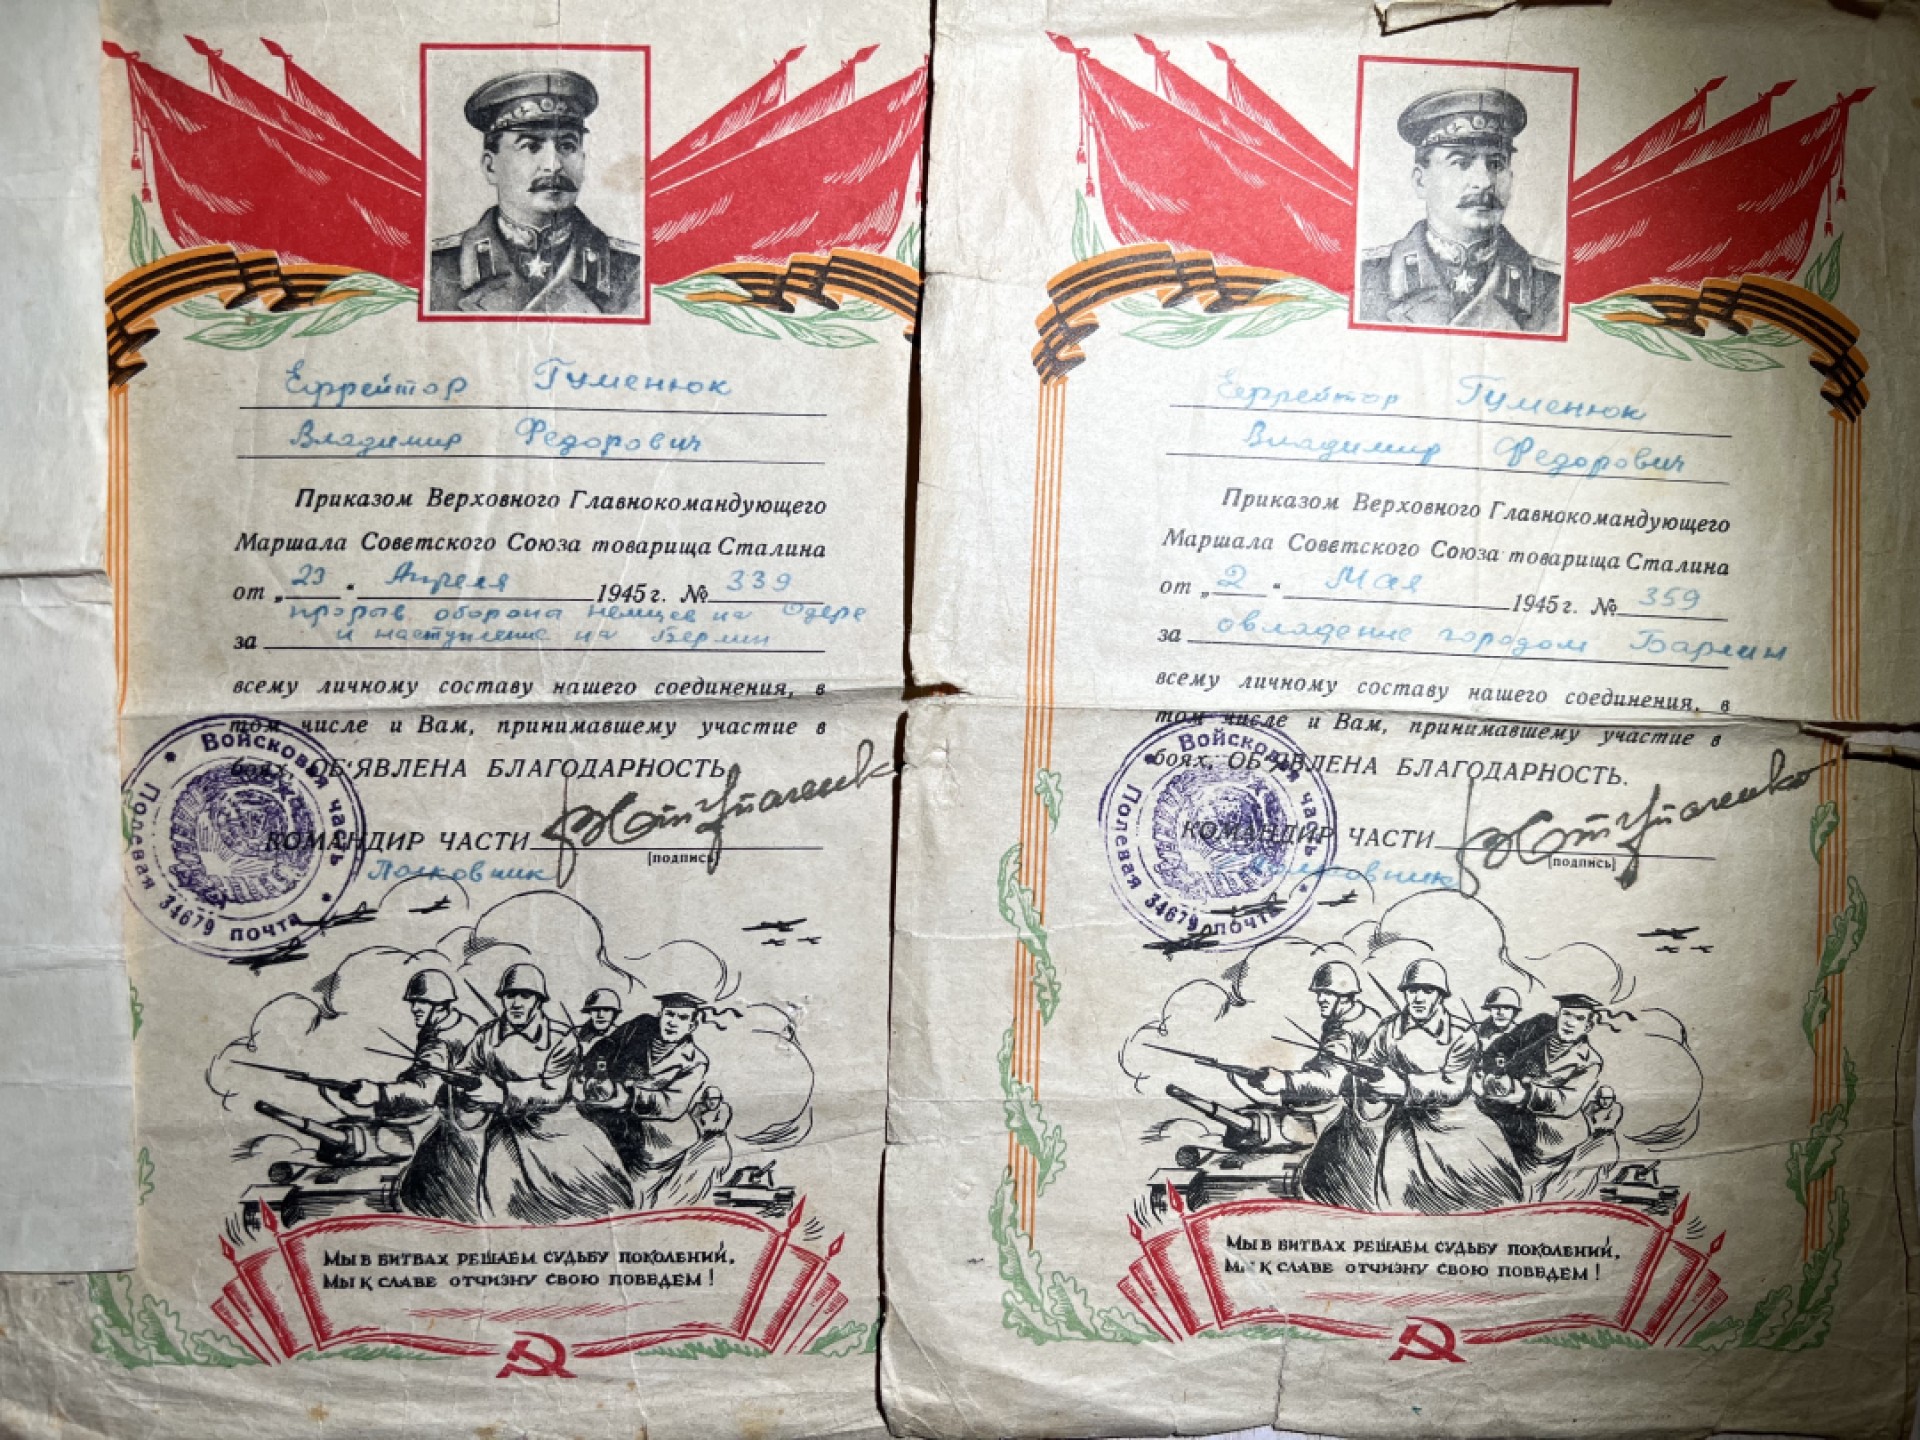 Ефрейтор Гуменюк
Владимир Федорович
Приказом Верховного Главнокомандующего
Маршала Советского Союза товарища Сталина
от „23“ Апреля 1945 г. № 339
прорыв оборона немцев на Одере
за и наступление на Берлин
всему личному составу нашего соединения, в
том числе и Вам, принимавшему участие в
боях, ОБ'ЯВЛЕНА БЛАГОДАРНОСТЬ
КОМАНДИР ЧАСТИ
(подпись)
Полковник
Войсковая часть
Полевая 34679 почта
Мы в битвах решаем судьбу поколений,
Мы к славе отчизну свою поведем!
Ефрейтор Гуменюк
Владимир Федорович
Приказом Верховного Главнокомандующего
Маршала Советского Союза товарища Сталина
от „2“ Мая 1945 г. № 359
за овладение городом Барлин
всему личному составу нашего соединения, в
том числе и Вам, принимавшему участие в
боях, ОБ'ЯВЛЕНА БЛАГОДАРНОСТЬ.
КОМАНДИР ЧАСТИ
(подпись)
Полковник
Войсковая часть
Полевая 34679 почта
Мы в битвах решаем судьбу поколений,
Мы к славе отчизну свою поведем!